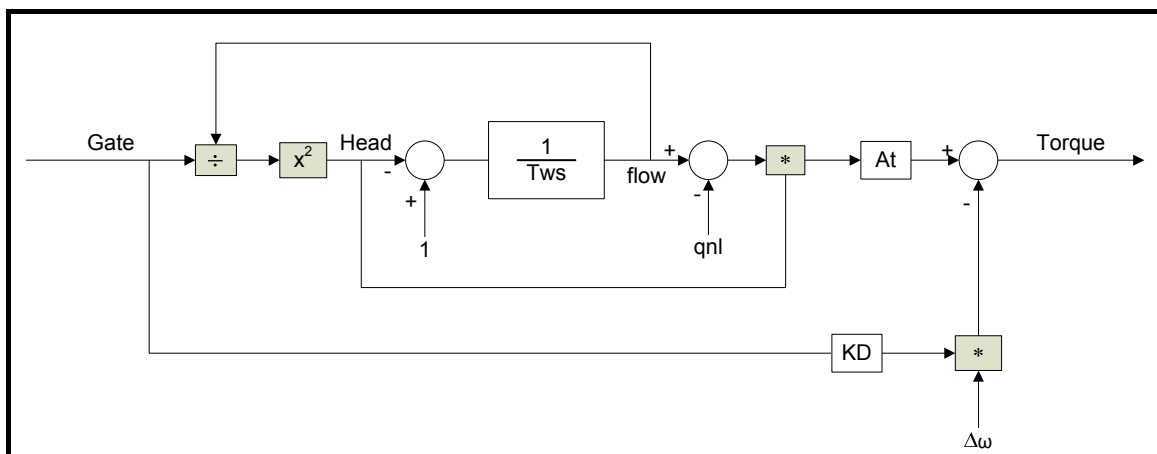 Gate
÷
x²
Head
-
+
1
1
Tws
flow
+
-
qnl
*
At
+
-
Torque
KD
*
Δω